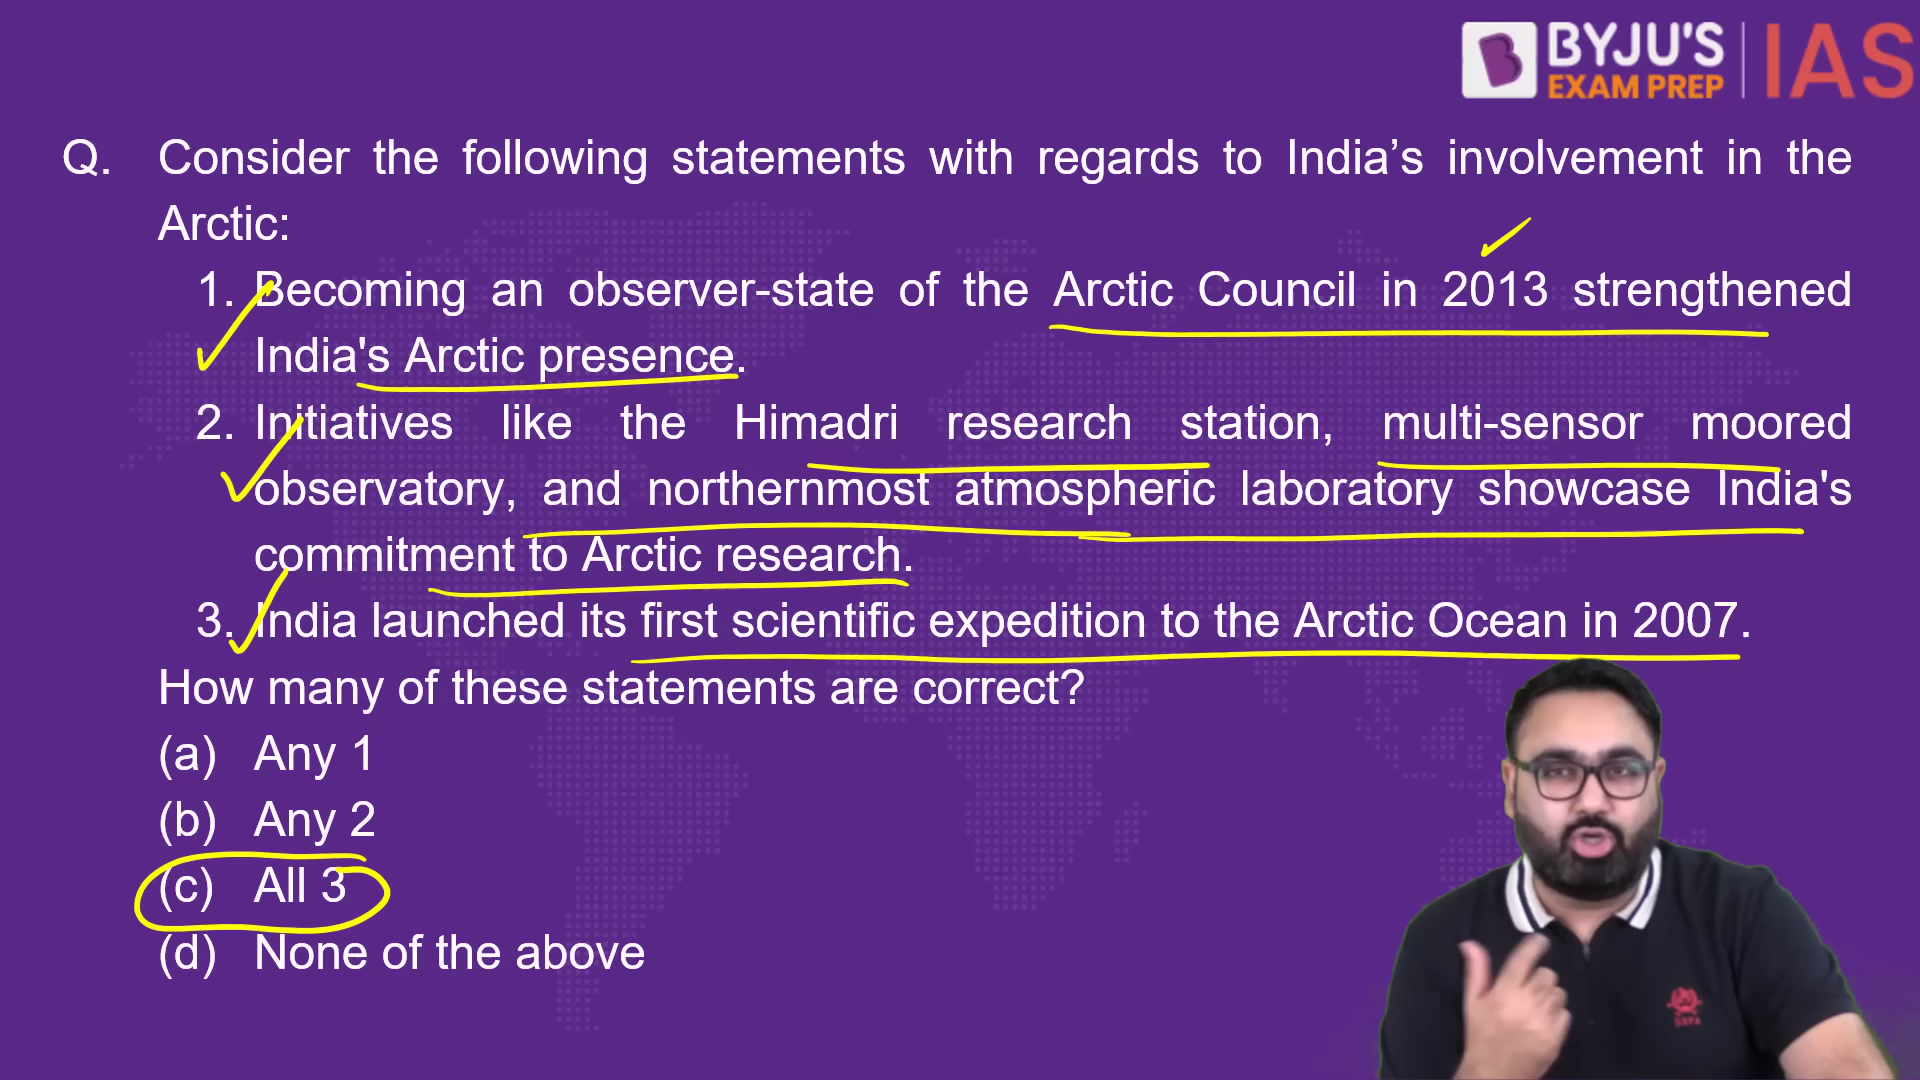 BYJU'S
EXAM PREP
IAS
Q. Consider the following statements with regards to India’s involvement in the
Arctic:
1. Becoming an observer-state of the Arctic Council in 2013 strengthened
India's Arctic presence.
2. Initiatives like the Himadri research station, multi-sensor moored
observatory, and northernmost atmospheric laboratory showcase India's
commitment to Arctic research.
3. India launched its first scientific expedition to the Arctic Ocean in 2007.
How many of these statements are correct?
(a) Any 1
(b) Any 2
(c) All 3
(d) None of the above